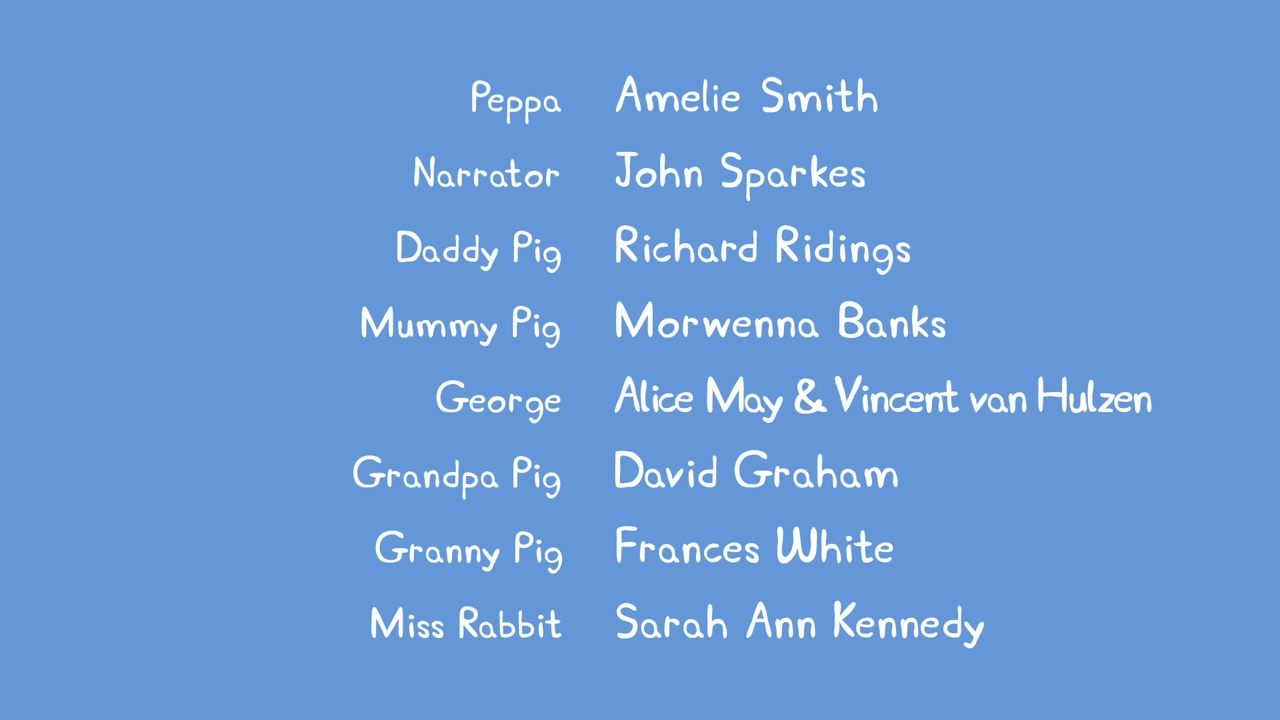 Peppa Amelie Smith
Narrator John Sparkes
Daddy Pig Richard Ridings
Mummy Pig Morwenna Banks
George Alice May & Vincent van Hulzen
Grandpa Pig David Graham
Granny Pig Frances White
Miss Rabbit Sarah Ann Kennedy